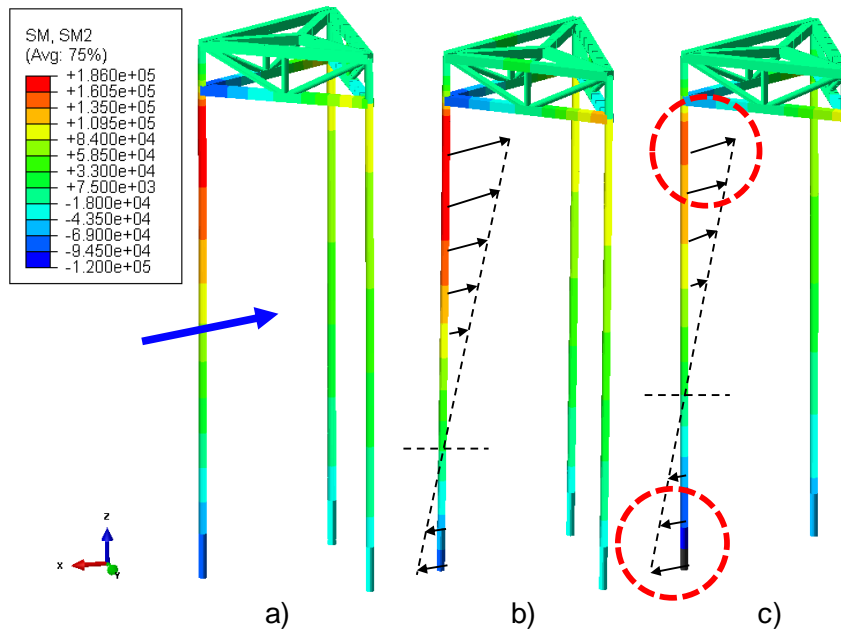 SM, SM2
(Avg: 75%)
+1.860e+05
+1.605e+05
+1.350e+05
+1.095e+05
+8.400e+04
+5.850e+04
+3.300e+04
+7.500e+03
-1.800e+04
-4.350e+04
-6.900e+04
-9.450e+04
-1.200e+05
Z
X
Y
a)
b)
c)